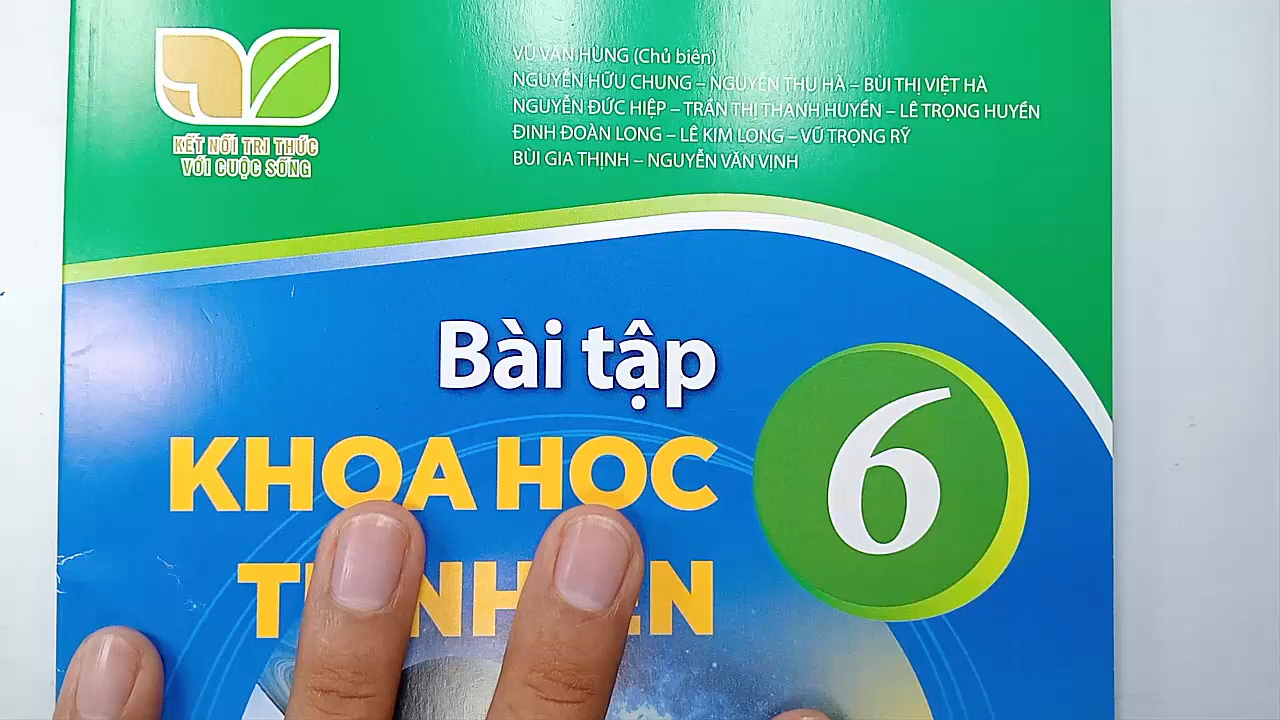 KẾT NỐI TRI THỨC
VỚI CUỘC SỐNG
VŨ VĂN HÙNG (Chủ biên)
NGUYỄN HỮU CHUNG – NGUYỄN THU HÀ – BÙI THỊ VIỆT HÀ
NGUYỄN ĐỨC HIỆP – TRẦN THỊ THANH HUYỀN – LÊ TRỌNG HUYỀN
ĐINH ĐOÀN LONG – LÊ KIM LONG – VŨ TRỌNG RỸ
BÙI GIA THỊNH – NGUYỄN VĂN VỊNH
Bài tập
KHOA HỌC
6